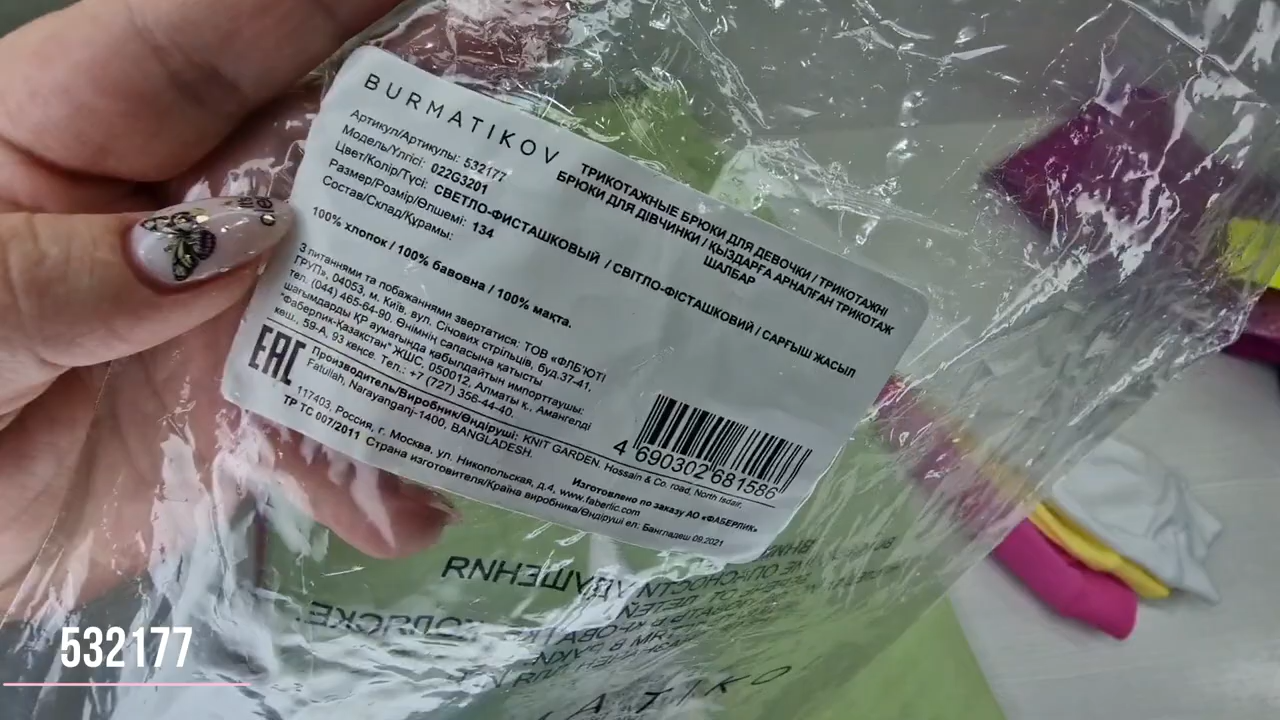 BURMATIKOV
ТРИКОТАЖНЫЕ БРЮКИ ДЛЯ ДЕВОЧКИ / ТРИКОТАЖНІ
БРЮКИ ДЛЯ ДІВЧИНКИ / ҚЫЗДАРҒА АРНАЛҒАН ТРИКОТАЖ
ШАЛБАР
Артикул/Артикулы: 532177
Модель/Үлгісі: 022G3201
Цвет/Колір/Түсі: СВЕТЛО-ФИСТАШКОВЫЙ / СВІТЛО-ФІСТАШКОВИЙ / САРҒЫШ ЖАСЫЛ
Размер/Розмір/Өлшемі: 134
Состав/Склад/Құрамы:
100% хлопок / 100% бавовна / 100% мақта.
З питаннями та побажаннями звертатися: ТОВ «ФЛБ'ЮТІ
ГРУП», 04053, м. Київ, вул. Січових стрільців, буд.37-41,
тел. (044) 465-64-90. Өнімнің сапасына қатысты
шағымдарды ҚР аумағында қабылдайтын импорттаушы:
"Фаберлик-Казақстан" ЖШС, 050012, Алматы к., Амангелді
көш., 59-А, 93 кеңсе. Тел.: +7 (727) 356-44-40.
EAC
Производитель/Виробник/Өндіруші: KNIT GARDEN. Hossain & Co. road, North Isdair,
Fatullah, Narayanganj-1400, BANGLADESH.
Изготовлено по заказу АО «ФАБЕРЛИК»
117403, Россия, г. Москва, ул. Никопольская, д.4, www.faberlic.com
ТР ТС 007/2011 Страна изготовителя/Країна виробника/Өндіруші ел: Бангладеш 09.2021
4 690302 681586
532177